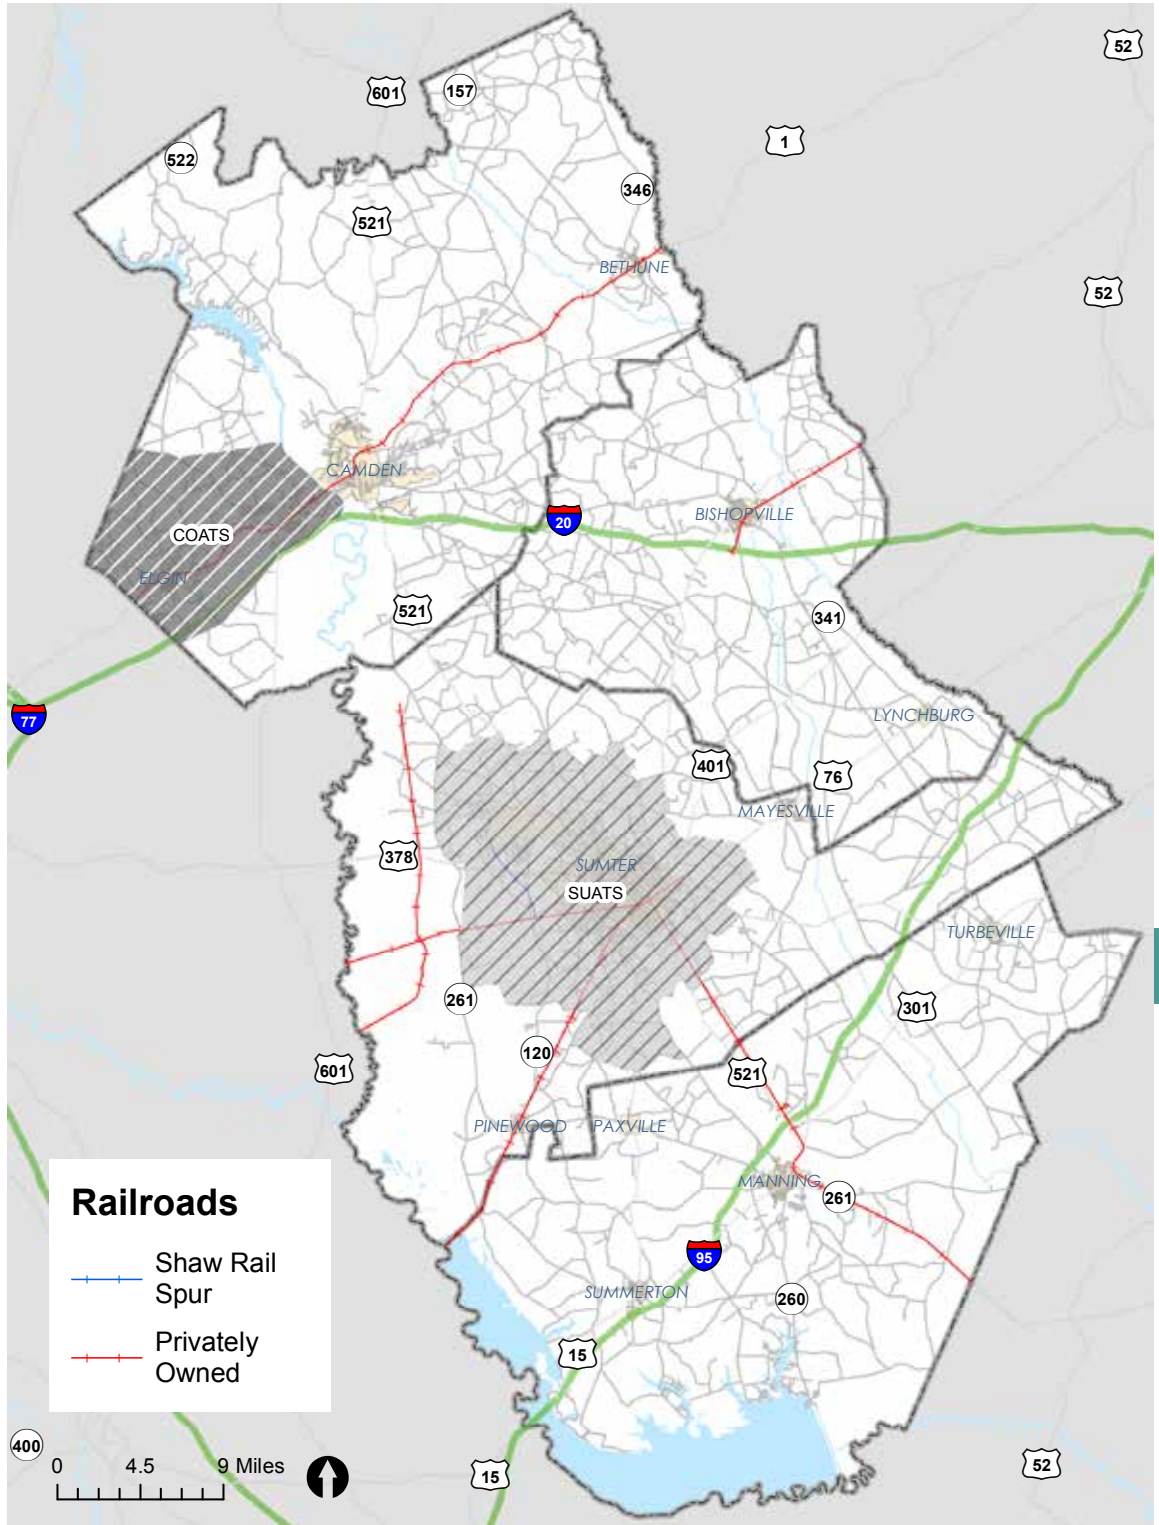 52
601
157
1
522
346
521
BETHUNE
52
CAMDEN
BISHOPVILLE
20
COATS
ELGIN
521
341
77
LYNCHBURG
401
76
MAYESVILLE
378
SUMTER
SUATS
TURBEVILLE
261
301
120
601
521
PINEWOOD
PAXVILLE
MANNING
261
95
SUMMERTON
260
15
Railroads
Shaw Rail
Spur
Privately
Owned
400
0 4.5 9 Miles
15
52